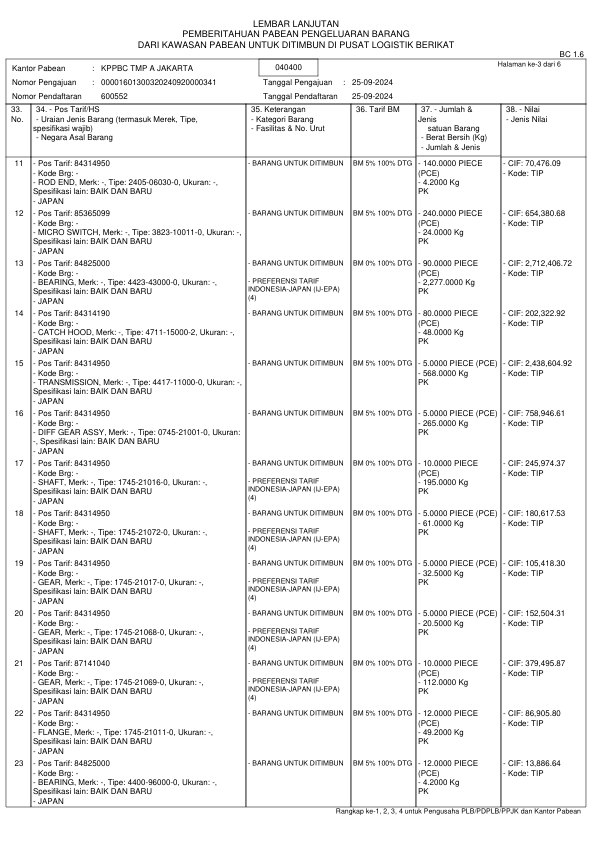 LEMBAR LANJUTAN
PEMBERITAHUAN PABEAN PENGELUARAN BARANG
DARI KAWASAN PABEAN UNTUK DITIMBUN DI PUSAT LOGISTIK BERIKAT
BC 1.6
Halaman ke-3 dari 6
Kantor Pabean : KPPBC TMP A JAKARTA 040400
Nomor Pengajuan : 00001601300320240920000341 Tanggal Pengajuan : 25-09-2024
Nomor Pendaftaran 600552 Tanggal Pendaftaran 25-09-2024
33. No.
34. - Pos Tarif/HS
- Uraian Jenis Barang (termasuk Merek, Tipe, spesifikasi wajib)
- Negara Asal Barang
35. Keterangan
- Kategori Barang
- Fasilitas & No. Urut
36. Tarif BM
37. - Jumlah & Jenis
satuan Barang
- Berat Bersih (Kg)
- Jumlah & Jenis
38. - Nilai
- Jenis Nilai
11 - Pos Tarif: 84314950 - BARANG UNTUK DITIMBUN BM 5% 100% DTG - 140.0000 PIECE - CIF: 70,476.09
- Kode Brg: - (PCE) - Kode: TIP
- ROD END, Merk: -, Tipe: 2405-06030-0, Ukuran: -, - 4.2000 Kg
Spesifikasi lain: BAIK DAN BARU PK
- JAPAN
12 - Pos Tarif: 85365099 - BARANG UNTUK DITIMBUN BM 5% 100% DTG - 240.0000 PIECE - CIF: 654,380.68
- Kode Brg: - (PCE) - Kode: TIP
- MICRO SWITCH, Merk: -, Tipe: 3823-10011-0, Ukuran: -, - 24.0000 Kg
Spesifikasi lain: BAIK DAN BARU PK
- JAPAN
13 - Pos Tarif: 84825000 - BARANG UNTUK DITIMBUN BM 0% 100% DTG - 90.0000 PIECE - CIF: 2,712,406.72
- Kode Brg: - (PCE) - Kode: TIP
- BEARING, Merk: -, Tipe: 4423-43000-0, Ukuran: -, - PREFERENSI TARIF - 2,277.0000 Kg
Spesifikasi lain: BAIK DAN BARU INDONESIA-JAPAN (IJ-EPA) PK
- JAPAN (4)
14 - Pos Tarif: 84314190 - BARANG UNTUK DITIMBUN BM 5% 100% DTG - 80.0000 PIECE - CIF: 202,322.92
- Kode Brg: - (PCE) - Kode: TIP
- CATCH HOOD, Merk: -, Tipe: 4711-15000-2, Ukuran: -, - 48.0000 Kg
Spesifikasi lain: BAIK DAN BARU PK
- JAPAN
15 - Pos Tarif: 84314950 - BARANG UNTUK DITIMBUN BM 5% 100% DTG - 5.0000 PIECE (PCE) - CIF: 2,438,604.92
- Kode Brg: - - 568.0000 Kg - Kode: TIP
- TRANSMISSION, Merk: -, Tipe: 4417-11000-0, Ukuran: -, PK
Spesifikasi lain: BAIK DAN BARU
- JAPAN
16 - Pos Tarif: 84314950 - BARANG UNTUK DITIMBUN BM 5% 100% DTG - 5.0000 PIECE (PCE) - CIF: 758,946.61
- Kode Brg: - - 265.0000 Kg - Kode: TIP
- DIFF GEAR ASSY, Merk: -, Tipe: 0745-21001-0, Ukuran: PK
-, Spesifikasi lain: BAIK DAN BARU
- JAPAN
17 - Pos Tarif: 84314950 - BARANG UNTUK DITIMBUN BM 0% 100% DTG - 10.0000 PIECE - CIF: 245,974.37
- Kode Brg: - (PCE) - Kode: TIP
- SHAFT, Merk: -, Tipe: 1745-21016-0, Ukuran: -, - PREFERENSI TARIF - 195.0000 Kg
Spesifikasi lain: BAIK DAN BARU INDONESIA-JAPAN (IJ-EPA) PK
- JAPAN (4)
18 - Pos Tarif: 84314950 - BARANG UNTUK DITIMBUN BM 0% 100% DTG - 5.0000 PIECE (PCE) - CIF: 180,617.53
- Kode Brg: - - 61.0000 Kg - Kode: TIP
- SHAFT, Merk: -, Tipe: 1745-21072-0, Ukuran: -, - PREFERENSI TARIF PK
Spesifikasi lain: BAIK DAN BARU INDONESIA-JAPAN (IJ-EPA)
- JAPAN (4)
19 - Pos Tarif: 84314950 - BARANG UNTUK DITIMBUN BM 0% 100% DTG - 5.0000 PIECE (PCE) - CIF: 105,418.30
- Kode Brg: - - 32.5000 Kg - Kode: TIP
- GEAR, Merk: -, Tipe: 1745-21017-0, Ukuran: -, - PREFERENSI TARIF PK
Spesifikasi lain: BAIK DAN BARU INDONESIA-JAPAN (IJ-EPA)
- JAPAN (4)
20 - Pos Tarif: 84314950 - BARANG UNTUK DITIMBUN BM 0% 100% DTG - 5.0000 PIECE (PCE) - CIF: 152,504.31
- Kode Brg: - - 20.5000 Kg - Kode: TIP
- GEAR, Merk: -, Tipe: 1745-21068-0, Ukuran: -, - PREFERENSI TARIF PK
Spesifikasi lain: BAIK DAN BARU INDONESIA-JAPAN (IJ-EPA)
- JAPAN (4)
21 - Pos Tarif: 87141040 - BARANG UNTUK DITIMBUN BM 0% 100% DTG - 10.0000 PIECE - CIF: 379,495.87
- Kode Brg: - (PCE) - Kode: TIP
- GEAR, Merk: -, Tipe: 1745-21069-0, Ukuran: -, - PREFERENSI TARIF - 112.0000 Kg
Spesifikasi lain: BAIK DAN BARU INDONESIA-JAPAN (IJ-EPA) PK
- JAPAN (4)
22 - Pos Tarif: 84314950 - BARANG UNTUK DITIMBUN BM 5% 100% DTG - 12.0000 PIECE - CIF: 86,905.80
- Kode Brg: - (PCE) - Kode: TIP
- FLANGE, Merk: -, Tipe: 1745-21011-0, Ukuran: -, - 49.2000 Kg
Spesifikasi lain: BAIK DAN BARU PK
- JAPAN
23 - Pos Tarif: 84825000 - BARANG UNTUK DITIMBUN BM 5% 100% DTG - 12.0000 PIECE - CIF: 13,886.64
- Kode Brg: - (PCE) - Kode: TIP
- BEARING, Merk: -, Tipe: 4400-96000-0, Ukuran: -, - 4.2000 Kg
Spesifikasi lain: BAIK DAN BARU PK
- JAPAN
Rangkap ke-1, 2, 3, 4 untuk Pengusaha PLB/PDPLB/PPJK dan Kantor Pabean